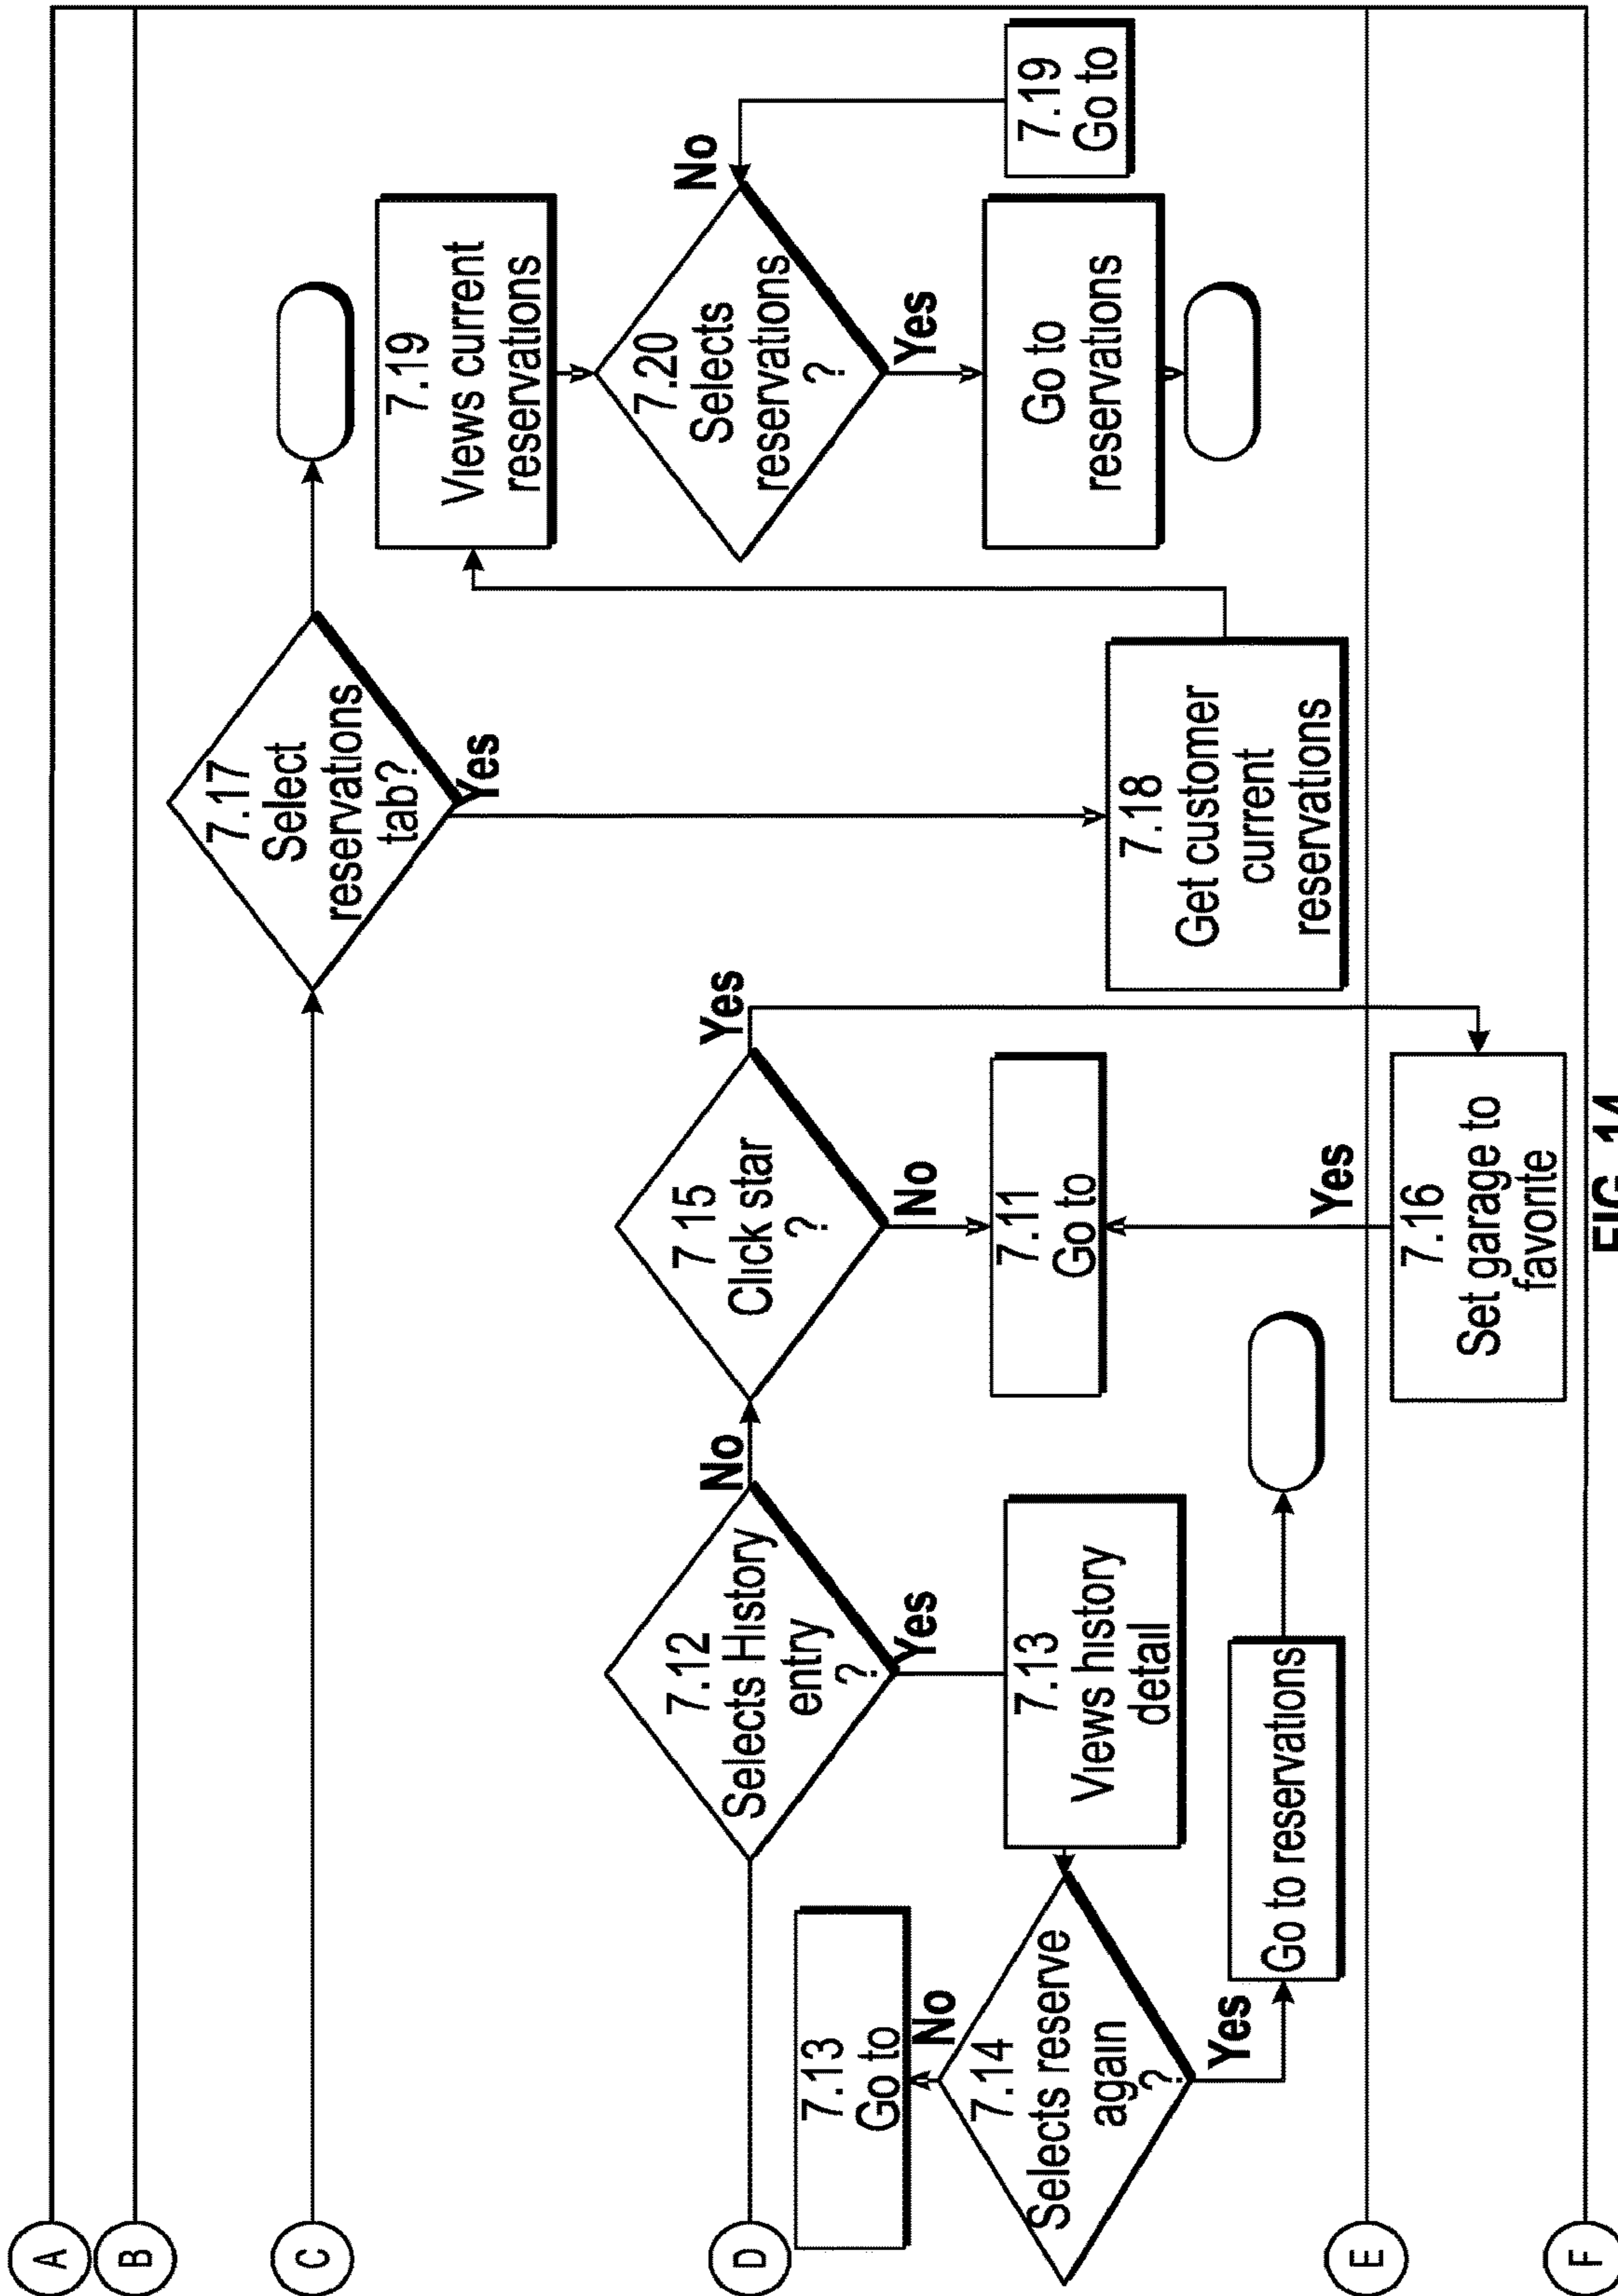 A
B
C
D
E
F
7.17
Select
reservations
tab?
Yes
7.19
Views current
reservations
7.20
Selects
reservations
?
No
Yes
7.19
Go to
Go to
reservations
7.18
Get customer
current
reservations
7.12
Selects History
entry
?
No
Yes
7 15
Click star
?
Yes
No
7.11
Go to
7.13
Views history
detail
7.13
Go to
No
7.14
Selects reserve
again
?
Yes
Go to reservations
Yes
7.16
Set garage to
favorite
FIG. 14